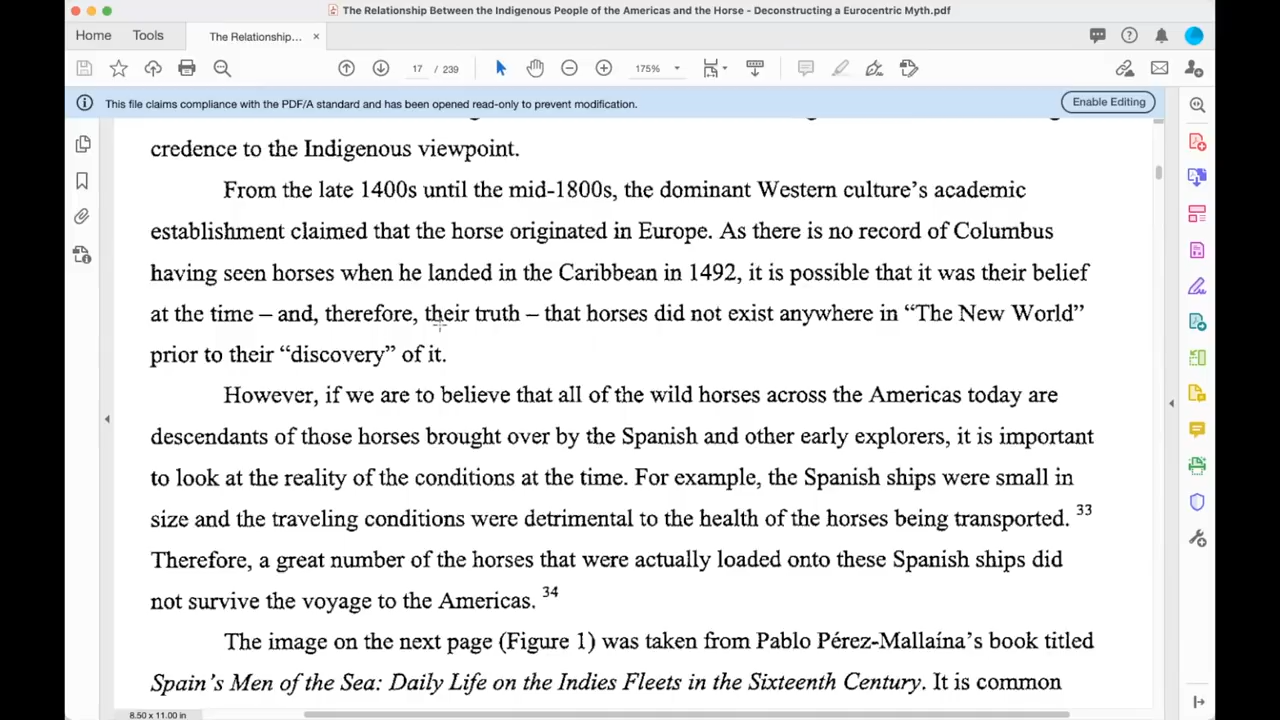 The Relationship Between the Indigenous People of the Americas and the Horse - Deconstructing a Eurocentric Myth.pdf
Home Tools The Relationship... ×
17 / 239 175%
This file claims compliance with the PDF/A standard and has been opened read-only to prevent modification. Enable Editing
credence to the Indigenous viewpoint.
From the late 1400s until the mid-1800s, the dominant Western culture’s academic
establishment claimed that the horse originated in Europe. As there is no record of Columbus
having seen horses when he landed in the Caribbean in 1492, it is possible that it was their belief
at the time – and, therefore, their truth – that horses did not exist anywhere in “The New World”
prior to their “discovery” of it.
However, if we are to believe that all of the wild horses across the Americas today are
descendants of those horses brought over by the Spanish and other early explorers, it is important
to look at the reality of the conditions at the time. For example, the Spanish ships were small in
size and the traveling conditions were detrimental to the health of the horses being transported. 33
Therefore, a great number of the horses that were actually loaded onto these Spanish ships did
not survive the voyage to the Americas. 34
The image on the next page (Figure 1) was taken from Pablo Pérez-Mallaína’s book titled
Spain’s Men of the Sea: Daily Life on the Indies Fleets in the Sixteenth Century. It is common
8.50 x 11.00 in